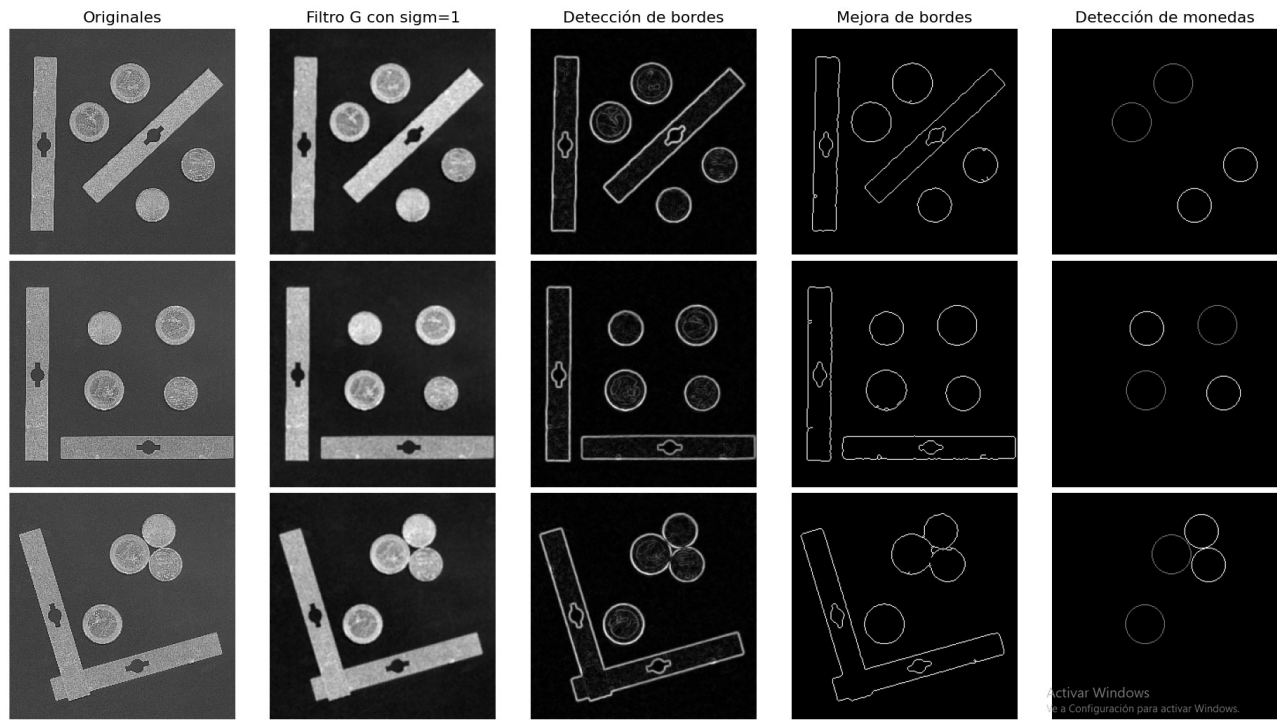 Originales
Filtro G con sigm=1
Detección de bordes
Mejora de bordes
Detección de monedas
Activar Windows
Ve a Configuración para activar Windows.